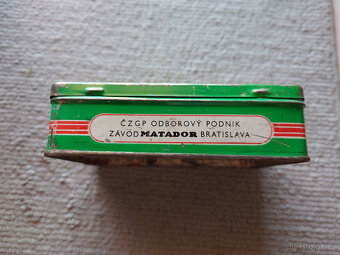 ČZGP ODBOROVÝ PODNIK
ZÁVOD MATADOR BRATISLAVA